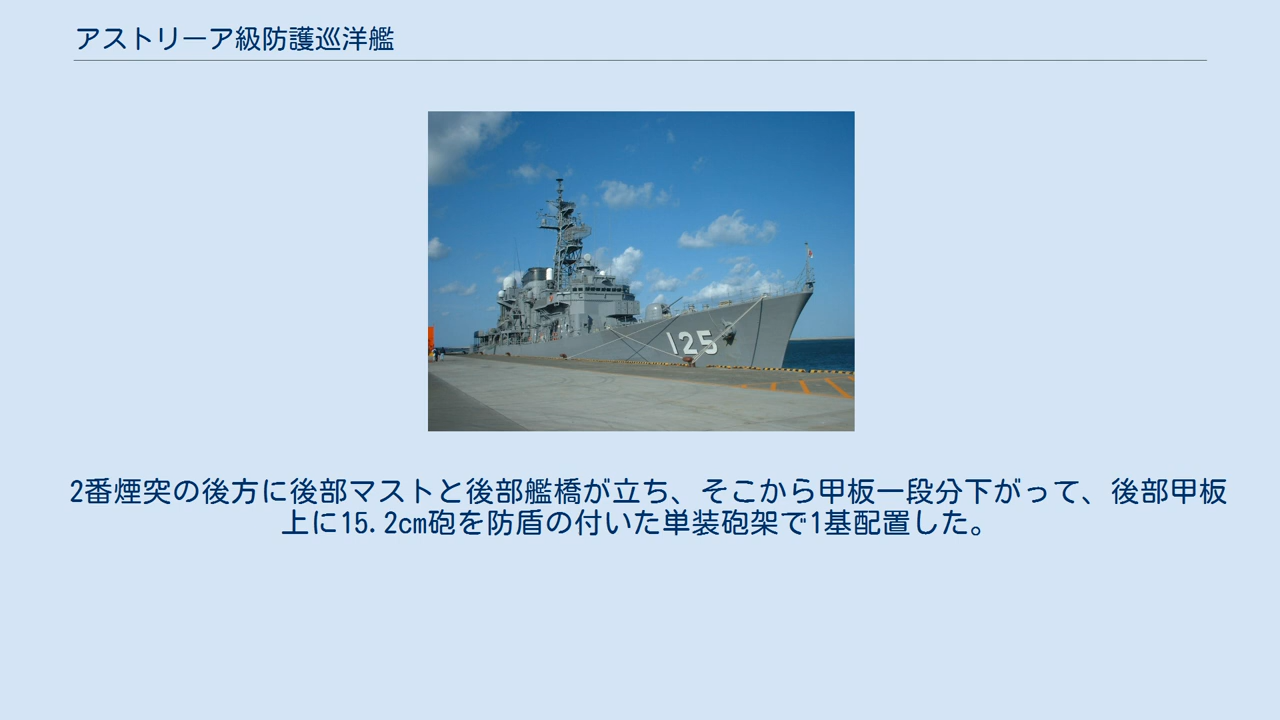 アストリーア級防護巡洋艦
125
2番煙突の後方に後部マストと後部艦橋が立ち、そこから甲板一段分下がって、後部甲板
上に15.2cm砲を防盾の付いた単装砲架で1基配置した。